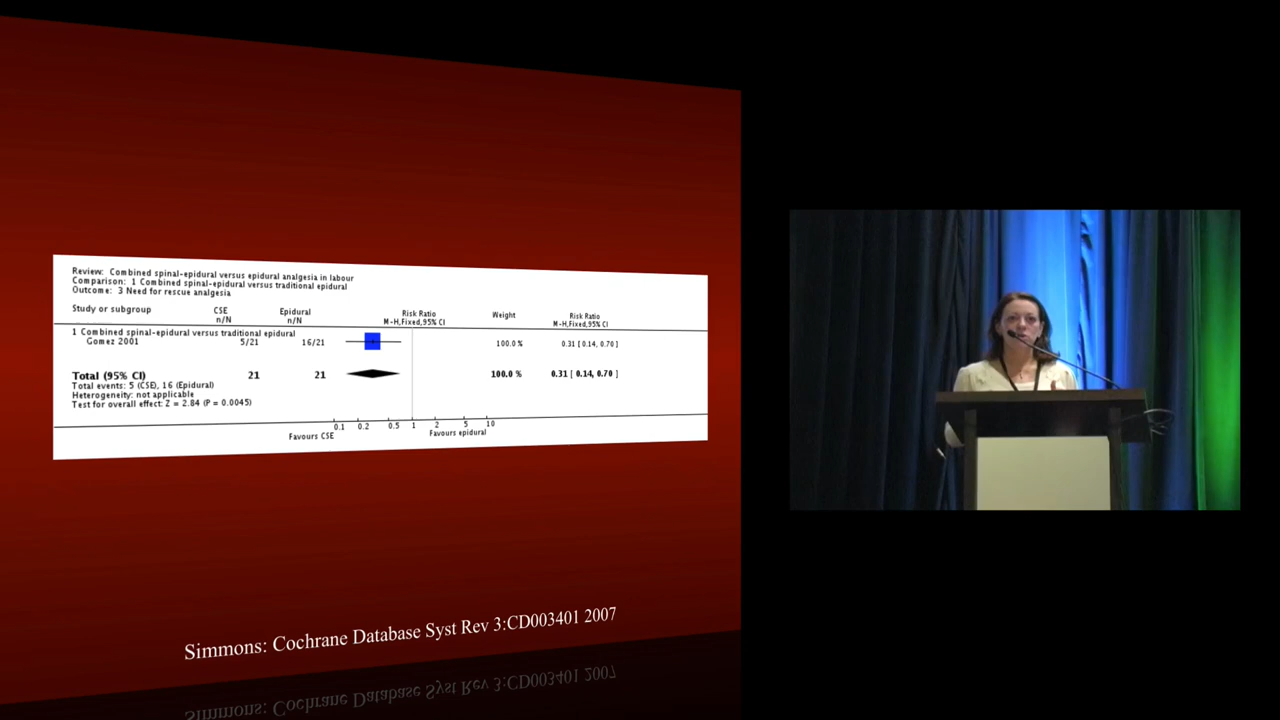 Review: Combined spinal-epidural versus epidural analgesia in labour
Comparison: 1 Combined spinal-epidural versus traditional epidural
Outcome: 3 Need for rescue analgesia
Study or subgroup CSE Epidural Risk Ratio Weight Risk Ratio
n/N n/N M-H,Fixed,95% CI M-H,Fixed,95% CI
1 Combined spinal-epidural versus traditional epidural
Gomez 2001 5/21 16/21 100.0 % 0.31 [ 0.14, 0.70 ]
Total (95% CI) 21 21 100.0 % 0.31 [ 0.14, 0.70 ]
Total events: 5 (CSE), 16 (Epidural)
Heterogeneity: not applicable
Test for overall effect: Z = 2.84 (P = 0.0045)
0.1 0.2 0.5 1 2 5 10
Favours CSE Favours epidural
Simmons: Cochrane Database Syst Rev 3:CD003401 2007